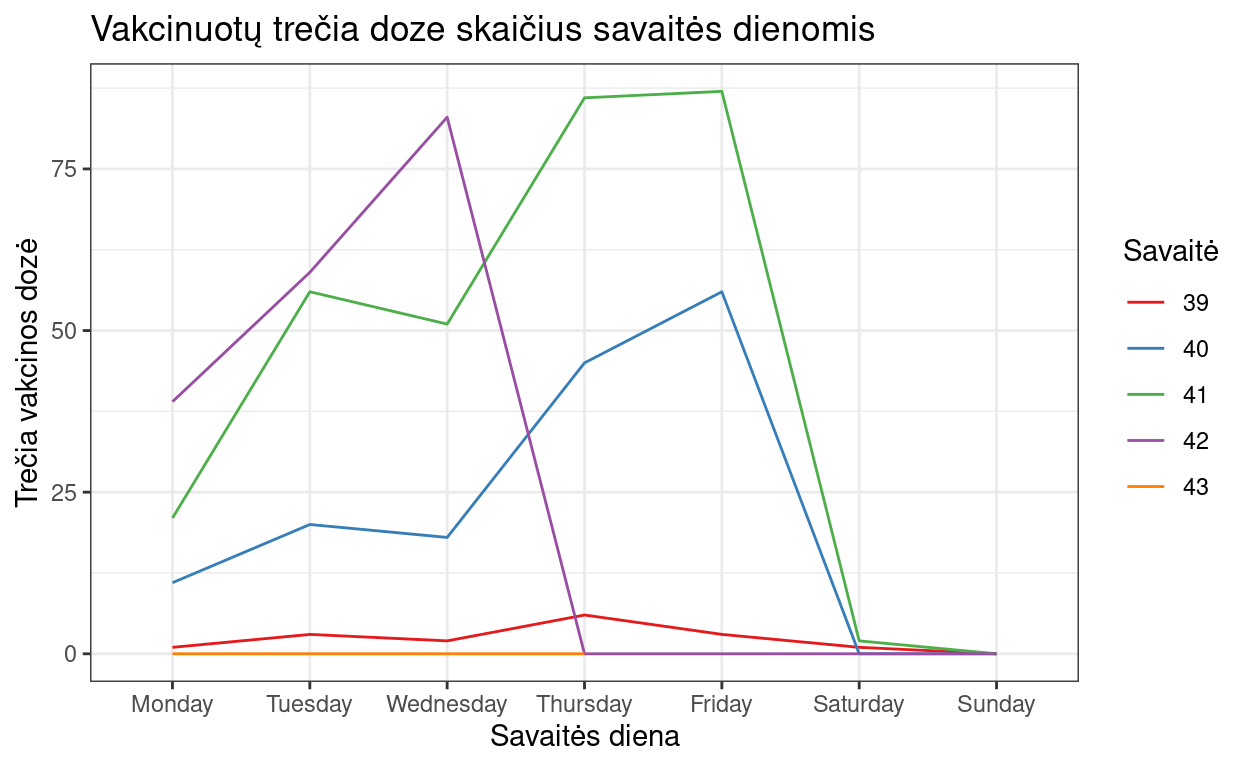 Vakcinuotų trečia doze skaičius savaitės dienomis
Trečia vakcinos dozė
75
50
25
0
Monday Tuesday Wednesday Thursday Friday Saturday Sunday
Savaitės diena
Savaitė
39
40
41
42
43